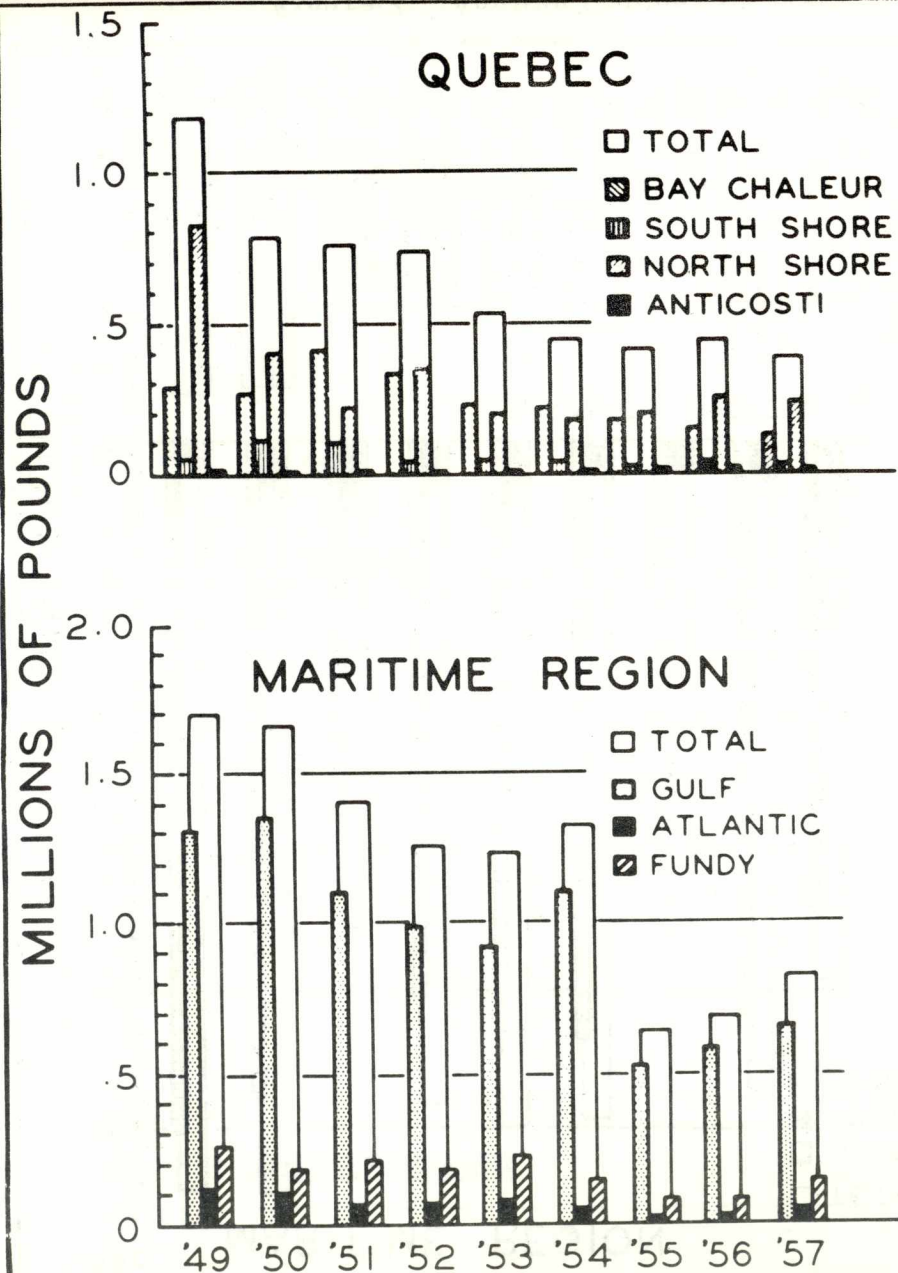 MILLIONS OF POUNDS
QUEBEC
1.5
1.0
.5
0
TOTAL
BAY CHALEUR
SOUTH SHORE
NORTH SHORE
ANTICOSTI
MARITIME REGION
2.0
1.5
1.0
.5
0
TOTAL
GULF
ATLANTIC
FUNDY
'49 '50 '51 '52 '53 '54 '55 '56 '57